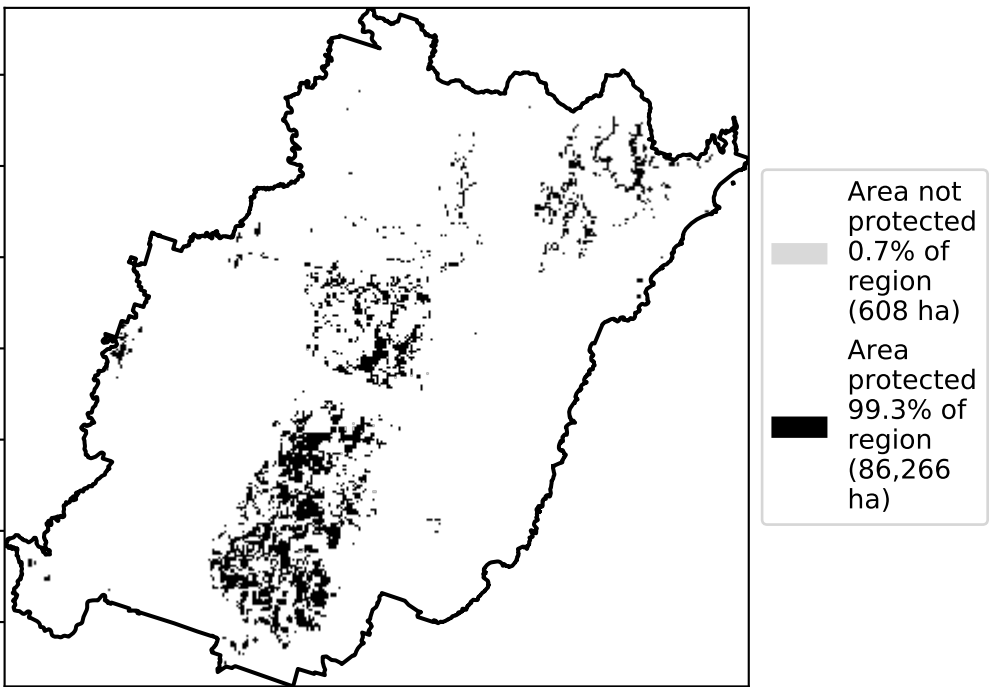 Area not
protected
0.7% of
region
(608 ha)
Area
protected
99.3% of
region
(86,266
ha)